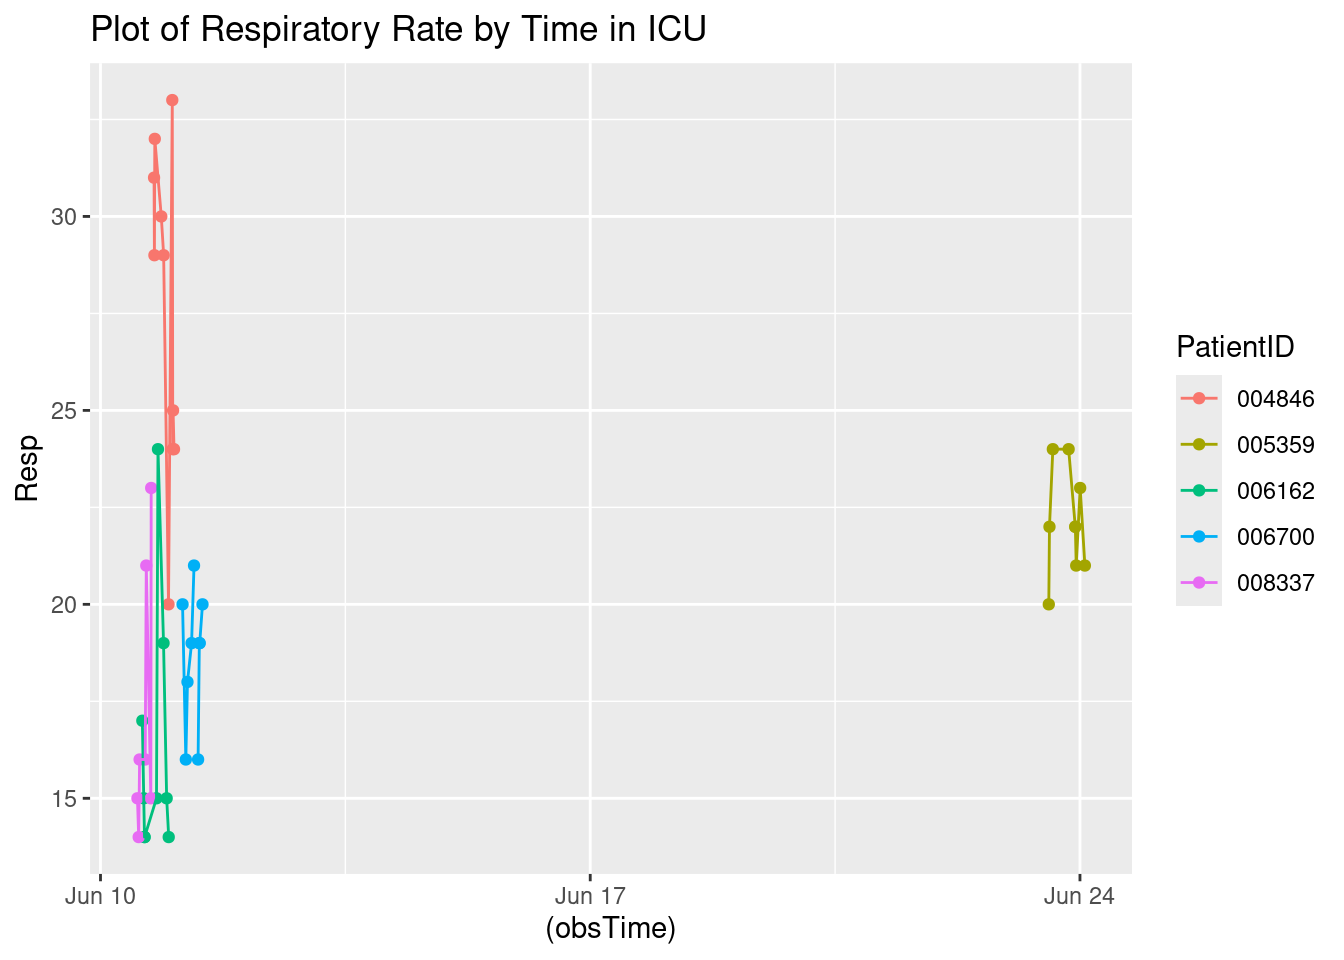 Plot of Respiratory Rate by Time in ICU
30
25
20
15
Resp
Jun 10
Jun 17
Jun 24
(obsTime)
PatientID
004846
005359
006162
006700
008337